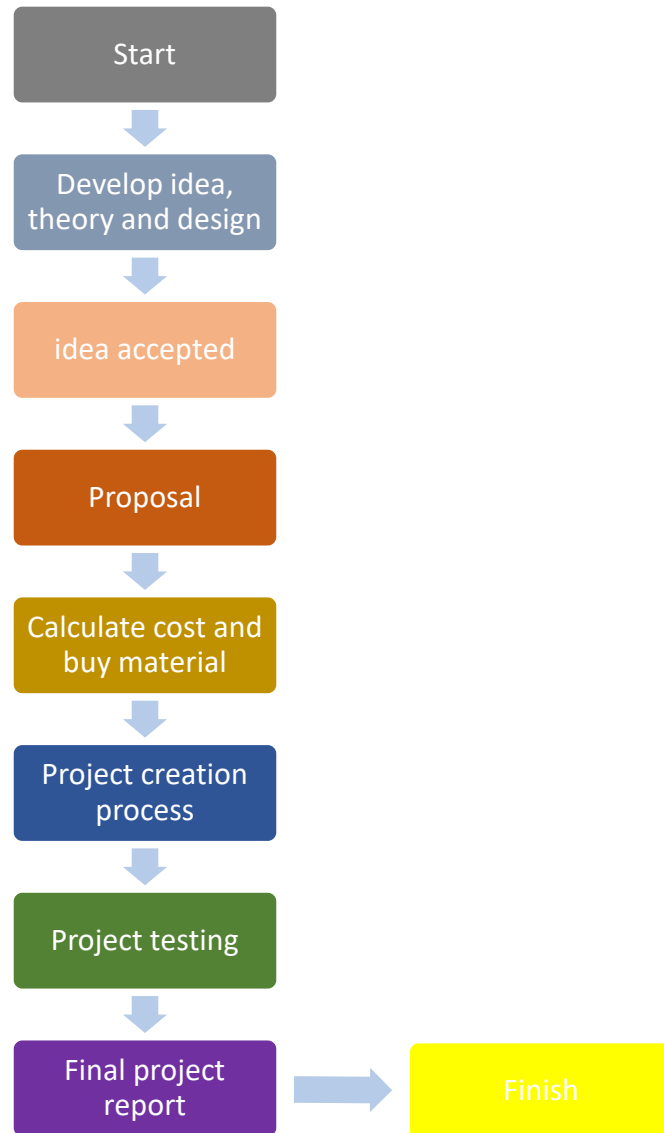 Start
Develop idea,
theory and design
idea accepted
Proposal
Calculate cost and
buy material
Project creation
process
Project testing
Final project
report
Finish